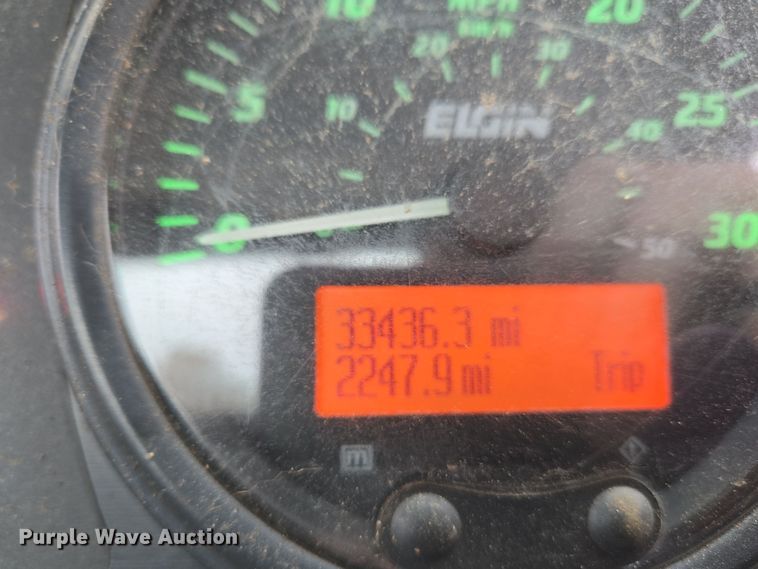 10 MPH 20
km/h
20 30
5 10 ELGIN 40 25
0 50 30
33436.3 mi
2247.9 mi Trip
m
Purple Wave Auction